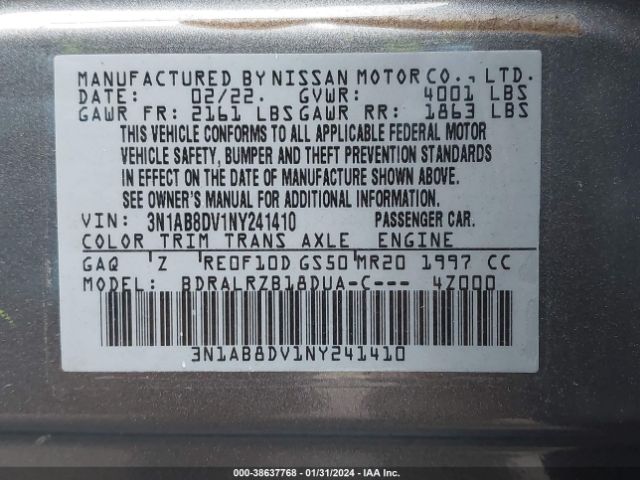 MANUFACTURED BY NISSAN MOTOR CO., LTD.
DATE: 02/22. GVWR: 4001 LBS
GAWR FR: 2161 LBS GAWR RR: 1863 LBS
THIS VEHICLE CONFORMS TO ALL APPLICABLE FEDERAL MOTOR
VEHICLE SAFETY, BUMPER AND THEFT PREVENTION STANDARDS
IN EFFECT ON THE DATE OF MANUFACTURE SHOWN ABOVE.
SEE OWNER'S MANUAL FOR ADDITIONAL INFORMATION.
VIN: 3N1AB8DV1NY241410 PASSENGER CAR.
COLOR TRIM TRANS AXLE ENGINE
GAQ Z RE0F10D GS50 MR20 1997 CC
MODEL: BDRALRZB18DUA-C--- 4Z000
3N1AB8DV1NY241410
000-38637768 - 01/31/2024 - IAA Inc.